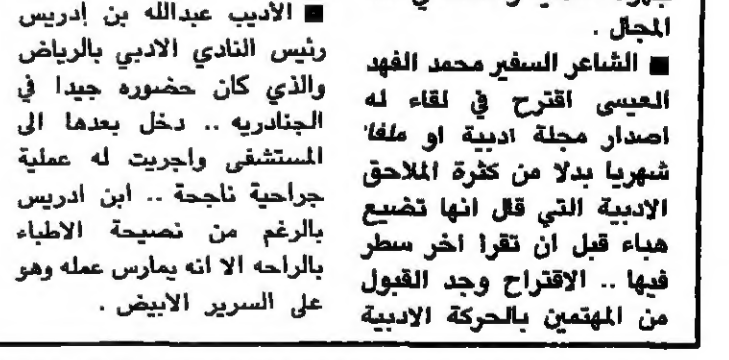 المجال .
■ الشاعر السفير محمد الفهد
العيسى اقترح في لقاء له
اصدار مجلة ادبية او ملفا
شهريا بدلا من كثرة الملاحق
الادبية التي قال انها تضيع
هباء قبل ان تقرا اخر سطر
فيها .. الاقتراح وجد القبول
من المهتمين بالحركة الادبية
■ الأديب عبدالله بن إدريس
رئيس النادي الادبي بالرياض
والذي كان حضوره جيدا في
الجنادريه .. دخل بعدها الى
المستشفى واجريت له عملية
جراحية ناجحة .. ابن ادريس
بالرغم من نصيحة الاطباء
بالراحه الا انه يمارس عمله وهو
على السرير الابيض .